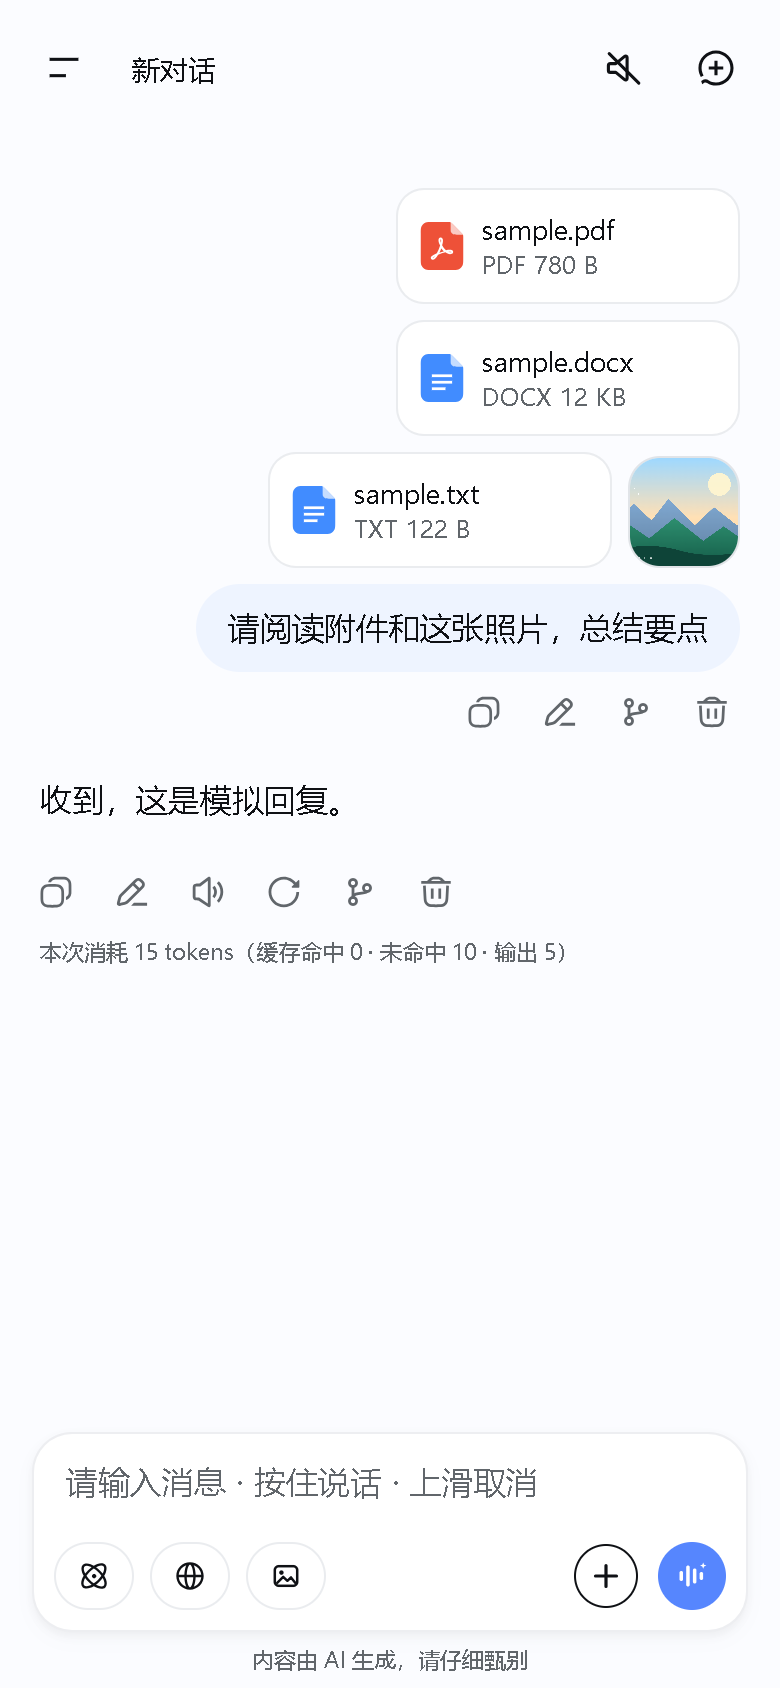 新对话
sample.pdf
PDF 780 B
sample.docx
DOCX 12 KB
sample.txt
TXT 122 B
请阅读附件和这张照片，总结要点
收到，这是模拟回复。
本次消耗 15 tokens（缓存命中 0 · 未命中 10 · 输出 5）
请输入消息 · 按住说话 · 上滑取消
内容由 AI 生成，请仔细甄别